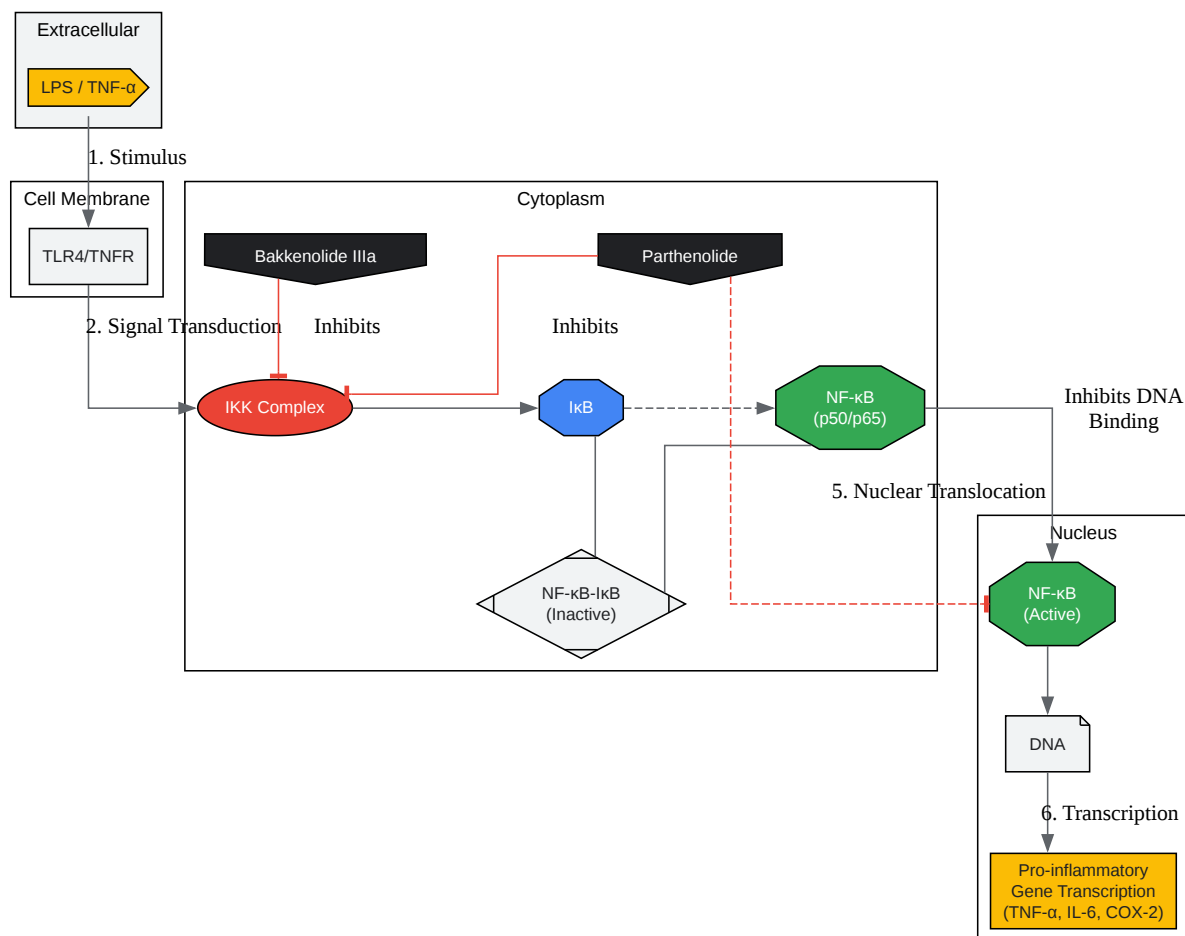 Extracellular
LPS / TNF-α
1. Stimulus
Cell Membrane
TLR4/TNFR
Cytoplasm
Bakkenolide IIIa
Parthenolide
2. Signal Transduction
Inhibits
Inhibits
IKK Complex
IκB
NF-κB
(p50/p65)
Inhibits DNA
Binding
5. Nuclear Translocation
Nucleus
NF-κB-IκB
(Inactive)
NF-κB
(Active)
DNA
6. Transcription
Pro-inflammatory
Gene Transcription
(TNF-α, IL-6, COX-2)